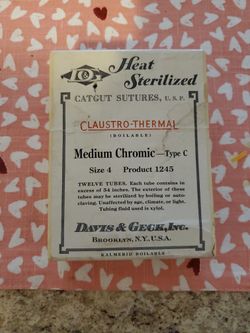 D & G
Heat
Sterilized
CATGUT SUTURES, U.S.P.
CLAUSTRO-THERMAL
(BOILABLE)
Medium Chromic—Type C
Size 4 Product 1245
TWELVE TUBES. Each tube contains in
excess of 54 inches. The exterior of these
tubes may be sterilized by boiling or auto-
claving. Unaffected by age, climate, or light.
Tubing fluid used is xylol.
DAVIS & GECK, INC.
BROOKLYN, N.Y. U.S.A.
KALMERID BOILABLE